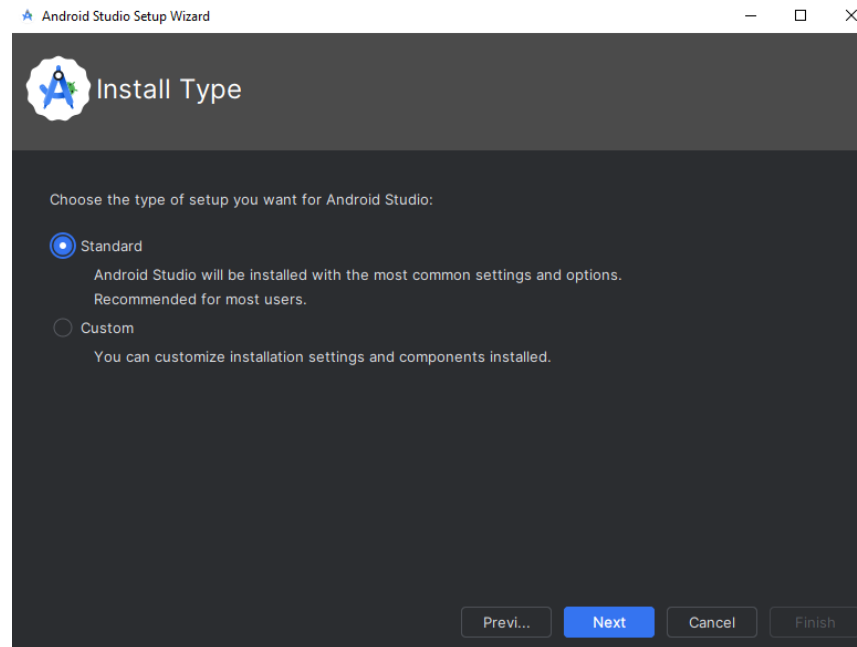 Android Studio Setup Wizard
Install Type
Choose the type of setup you want for Android Studio:
Standard
Android Studio will be installed with the most common settings and options.
Recommended for most users.
Custom
You can customize installation settings and components installed.
Previ... Next Cancel Finish